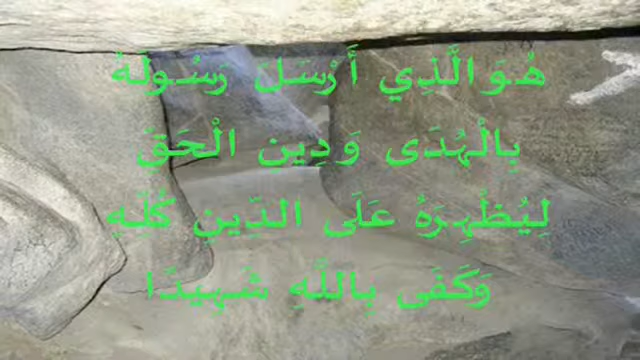 هُوَ الَّذِي أَرْسَلَ رَسُولَهُ
بِالْهُدَى وَدِينِ الْحَقِّ
لِيُظْهِرَهُ عَلَى الدِّينِ كُلِّهِ
وَكَفَى بِاللَّهِ شَهِيدًا